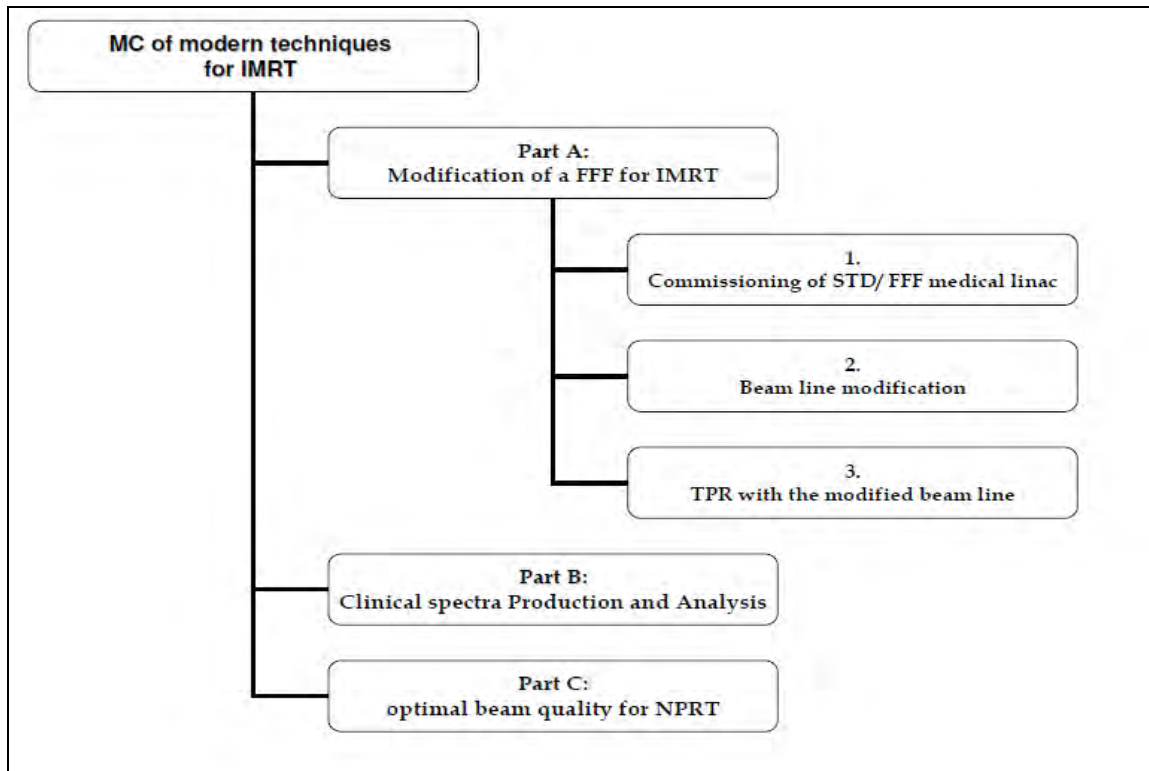 MC of modern techniques
for IMRT
Part A:
Modification of a FFF for IMRT
1.
Commissioning of STD/ FFF medical linac
2.
Beam line modification
3.
TPR with the modified beam line
Part B:
Clinical spectra Production and Analysis
Part C:
optimal beam quality for NPRT